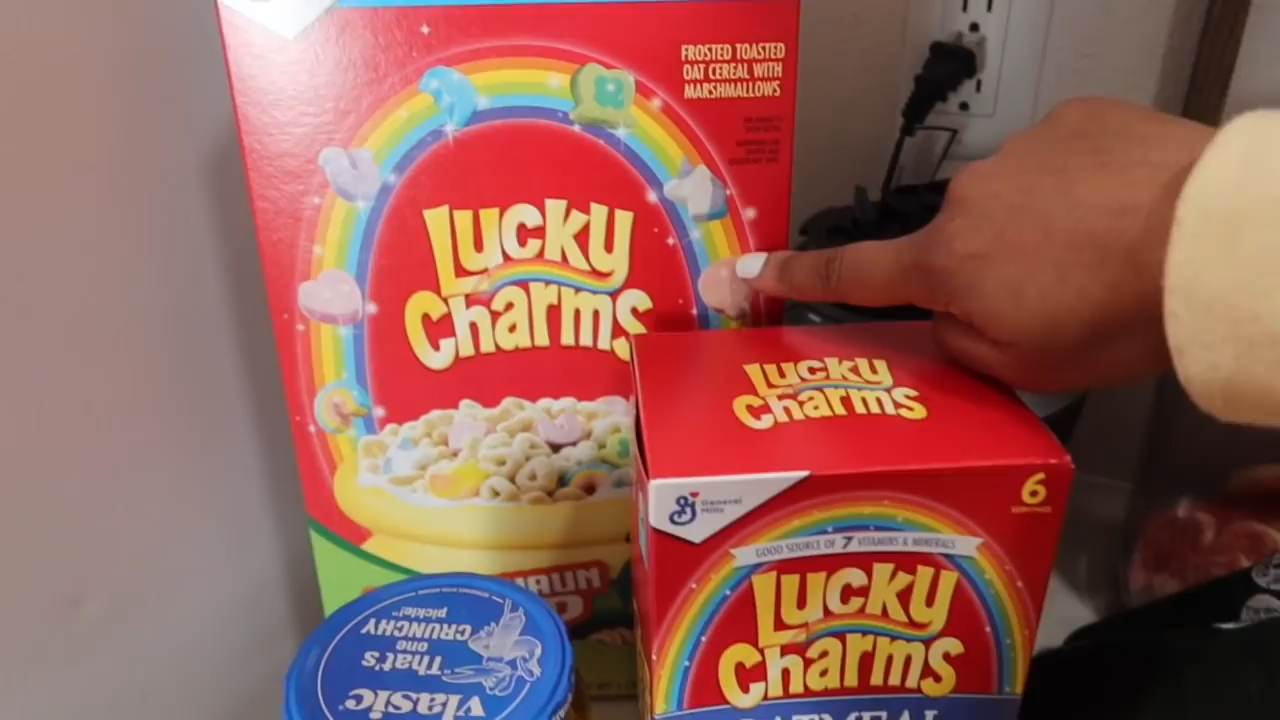 FROSTED TOASTED
OAT CEREAL WITH
MARSHMALLOWS
Lucky
Charms
Lucky
Charms
6
General
Mills
GOOD SOURCE OF 7 VITAMINS & MINERALS
Lucky
Charms
OATMEAL
Vlasic
"That's
one
CRUNCHY
pickle!"